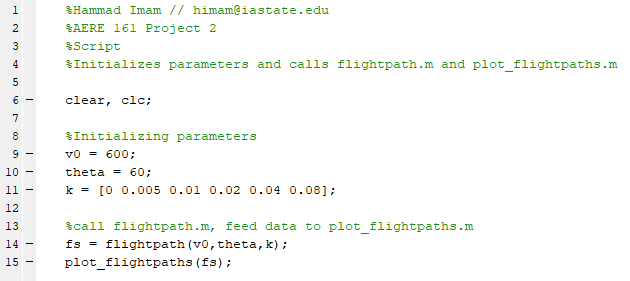 1 %Hammad Imam // himam@iastate.edu
2 %AERE 161 Project 2
3 %Script
4 %Initializes parameters and calls flightpath.m and plot_flightpaths.m
5
6 – clear, clc;
7
8 %Initializing parameters
9 – v0 = 600;
10 – theta = 60;
11 – k = [0 0.005 0.01 0.02 0.04 0.08];
12
13 %call flightpath.m, feed data to plot_flightpaths.m
14 – fs = flightpath(v0,theta,k);
15 – plot_flightpaths(fs);